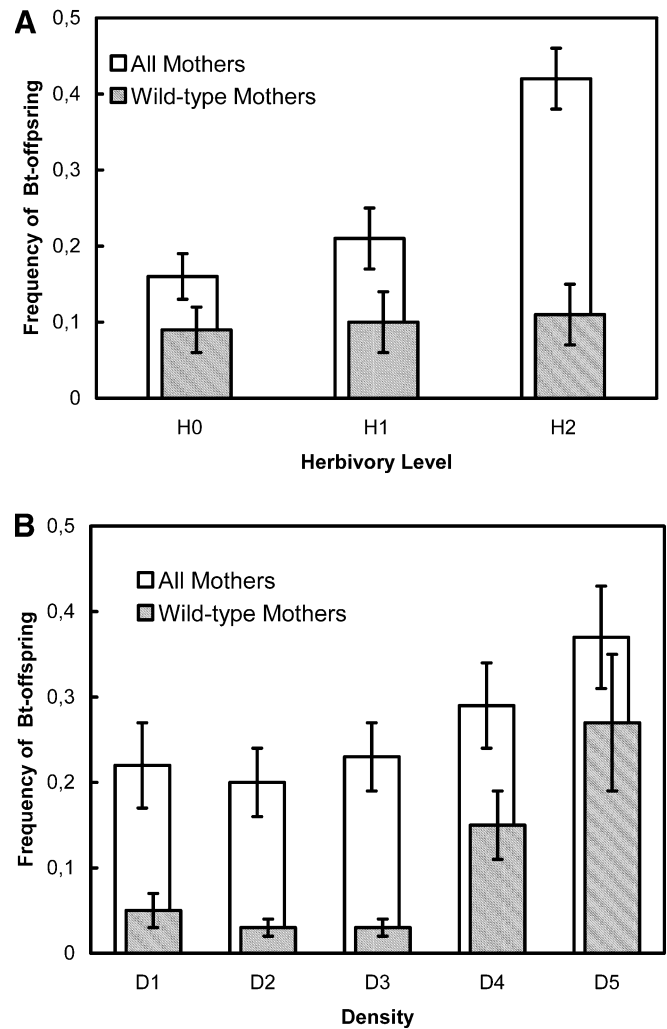 A
0,5
All Mothers
Wild-type Mothers
0,4
0,3
0,2
0,1
0
Frequency of Bt-offpsring
H0 H1 H2
Herbivory Level
B
0,5
All Mothers
Wild-type Mothers
0,4
0,3
0,2
0,1
0
Frequency of Bt-offspring
D1 D2 D3 D4 D5
Density